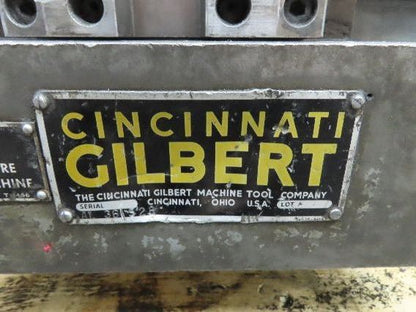 CINCINNATI
GILBERT
THE CINCINNATI GILBERT MACHINE TOOL COMPANY
SERIAL CINCINNATI, OHIO U.S.A. LOT